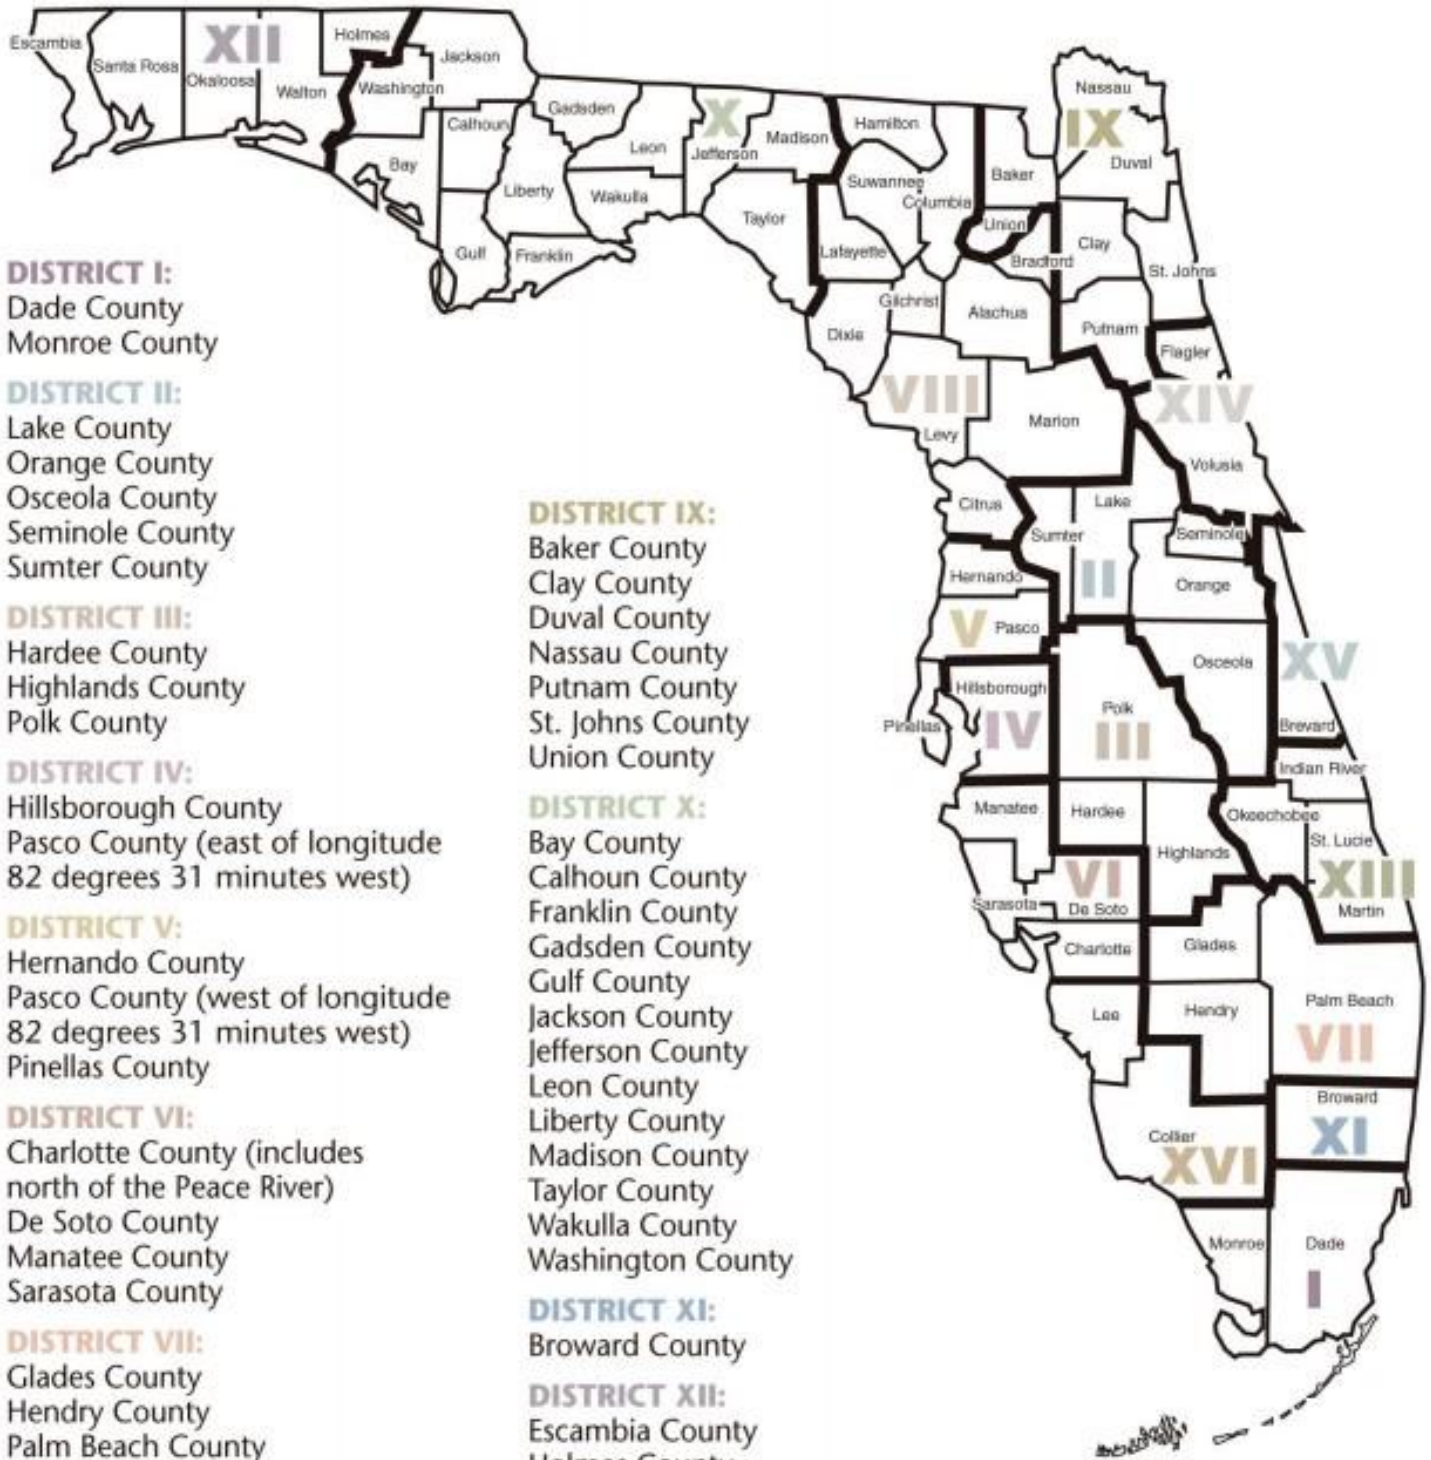 Escambia
Santa Rosa
XII
Okaloosa
Walton
Holmes
Washington
Jackson
Calhoun
Bay
Gulf
Gadsden
Liberty
Franklin
Leon
Wakulla
X
Jefferson
Madison
Taylor
Hamilton
Suwannee
Columbia
Lafayette
Dixie
Gilchrist
Baker
Union
Bradford
Alachua
Nassau
IX
Duval
Clay
St. Johns
Putnam
Flagler
VIII
Levy
Marion
XIV
Volusia
Citrus
Sumter
Lake
II
Seminole
Orange
Hernando
V
Pasco
Osceola
XV
Brevard
Hillsborough
IV
Pinellas
Polk
III
Indian River
Manatee
Hardee
Highlands
Okeechobee
St. Lucie
XIII
Martin
VI
Sarasota
De Soto
Charlotte
Glades
Lee
Hendry
Palm Beach
VII
Broward
XI
Collier
XVI
Monroe
Dade
I
DISTRICT I:
Dade County
Monroe County
DISTRICT II:
Lake County
Orange County
Osceola County
Seminole County
Sumter County
DISTRICT III:
Hardee County
Highlands County
Polk County
DISTRICT IV:
Hillsborough County
Pasco County (east of longitude
82 degrees 31 minutes west)
DISTRICT V:
Hernando County
Pasco County (west of longitude
82 degrees 31 minutes west)
Pinellas County
DISTRICT VI:
Charlotte County (includes
north of the Peace River)
De Soto County
Manatee County
Sarasota County
DISTRICT VII:
Glades County
Hendry County
Palm Beach County
DISTRICT IX:
Baker County
Clay County
Duval County
Nassau County
Putnam County
St. Johns County
Union County
DISTRICT X:
Bay County
Calhoun County
Franklin County
Gadsden County
Gulf County
Jackson County
Jefferson County
Leon County
Liberty County
Madison County
Taylor County
Wakulla County
Washington County
DISTRICT XI:
Broward County
DISTRICT XII:
Escambia County